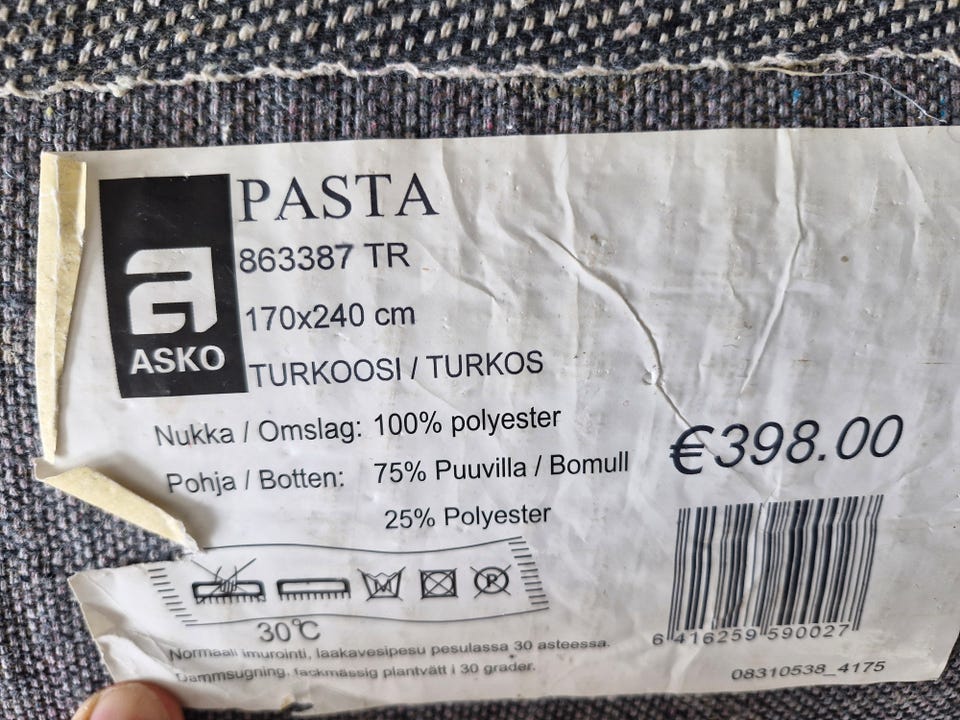 PASTA
863387 TR
170x240 cm
ASKO
TURKOOSI / TURKOS
Nukka / Omslag: 100% polyester
Pohja / Botten: 75% Puuvilla / Bomull
25% Polyester
€398.00
30°C
6 416259 590027
Normaali imurointi, laakavesipesu pesulassa 30 asteessa.
Dammsugning, fackmässig plantvätt i 30 grader.
08310538_4175